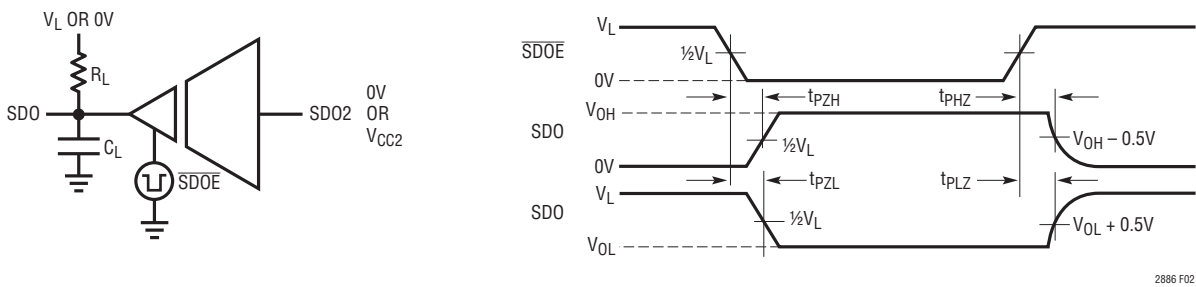 V_L OR 0V
R_L
SDO
C_L
SDOE
SDO2
0V
OR
V_CC2
SDOE
V_L
½V_L
0V
t_PZH
t_PHZ
SDO
V_OH
½V_L
V_OH – 0.5V
0V
t_PZL
t_PLZ
SDO
V_L
½V_L
V_OL + 0.5V
V_OL
2886 F02